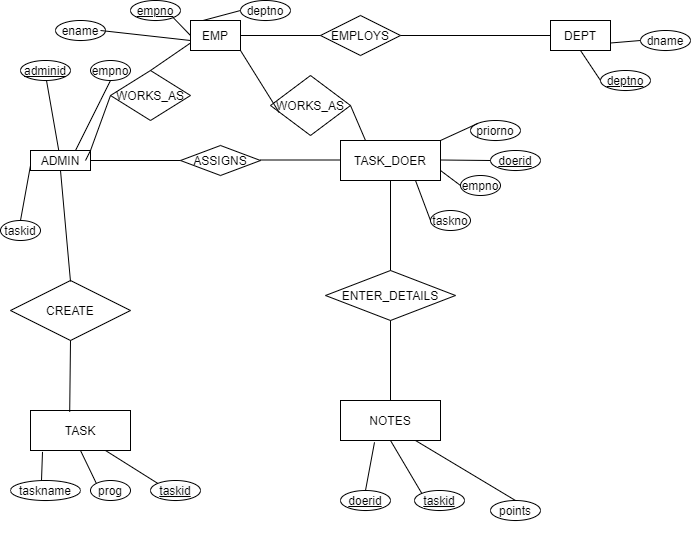 empno
deptno
ename
EMP
EMPLOYS
DEPT
dname
adminid
empno
deptno
WORKS_AS
WORKS_AS
priorno
ADMIN
ASSIGNS
TASK_DOER
doerid
empno
taskid
taskno
ENTER_DETAILS
CREATE
TASK
NOTES
taskname
prog
taskid
doerid
taskid
points